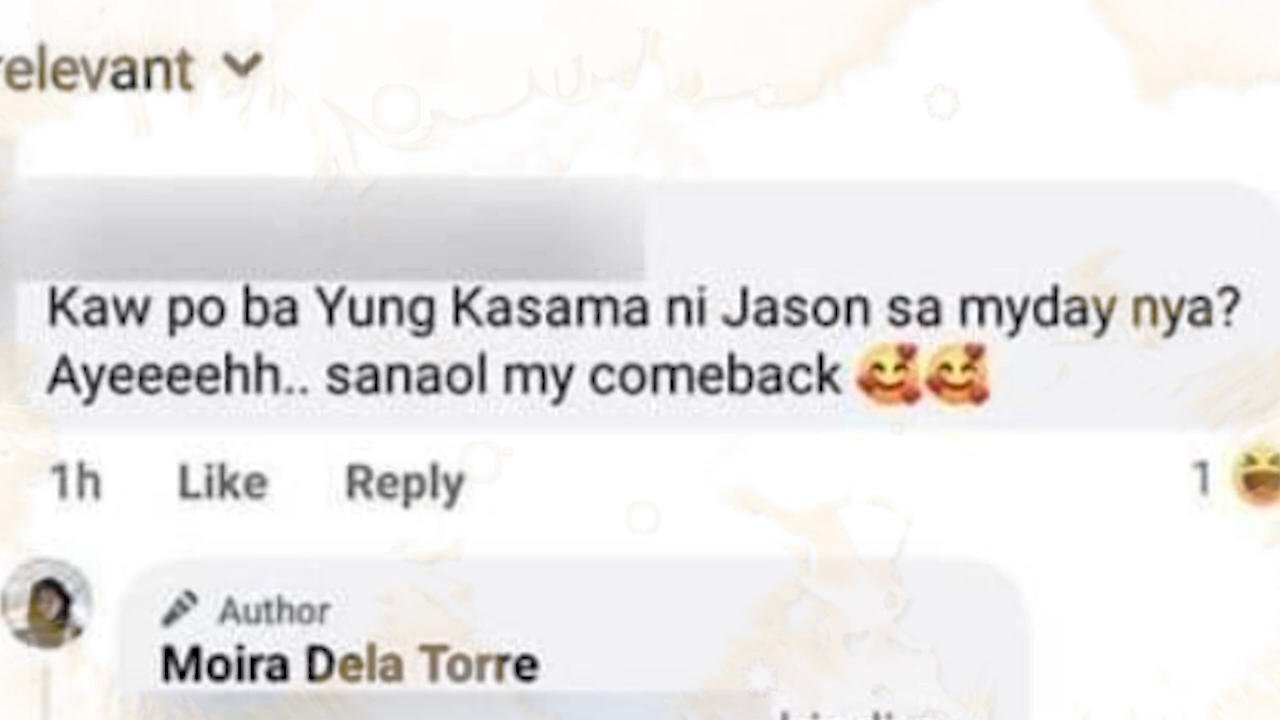 relevant
Kaw po ba Yung Kasama ni Jason sa myday nya?
Ayeeeehh.. sanaol my comeback 🥰🥰
1h Like Reply 1
Author
Moira Dela Torre